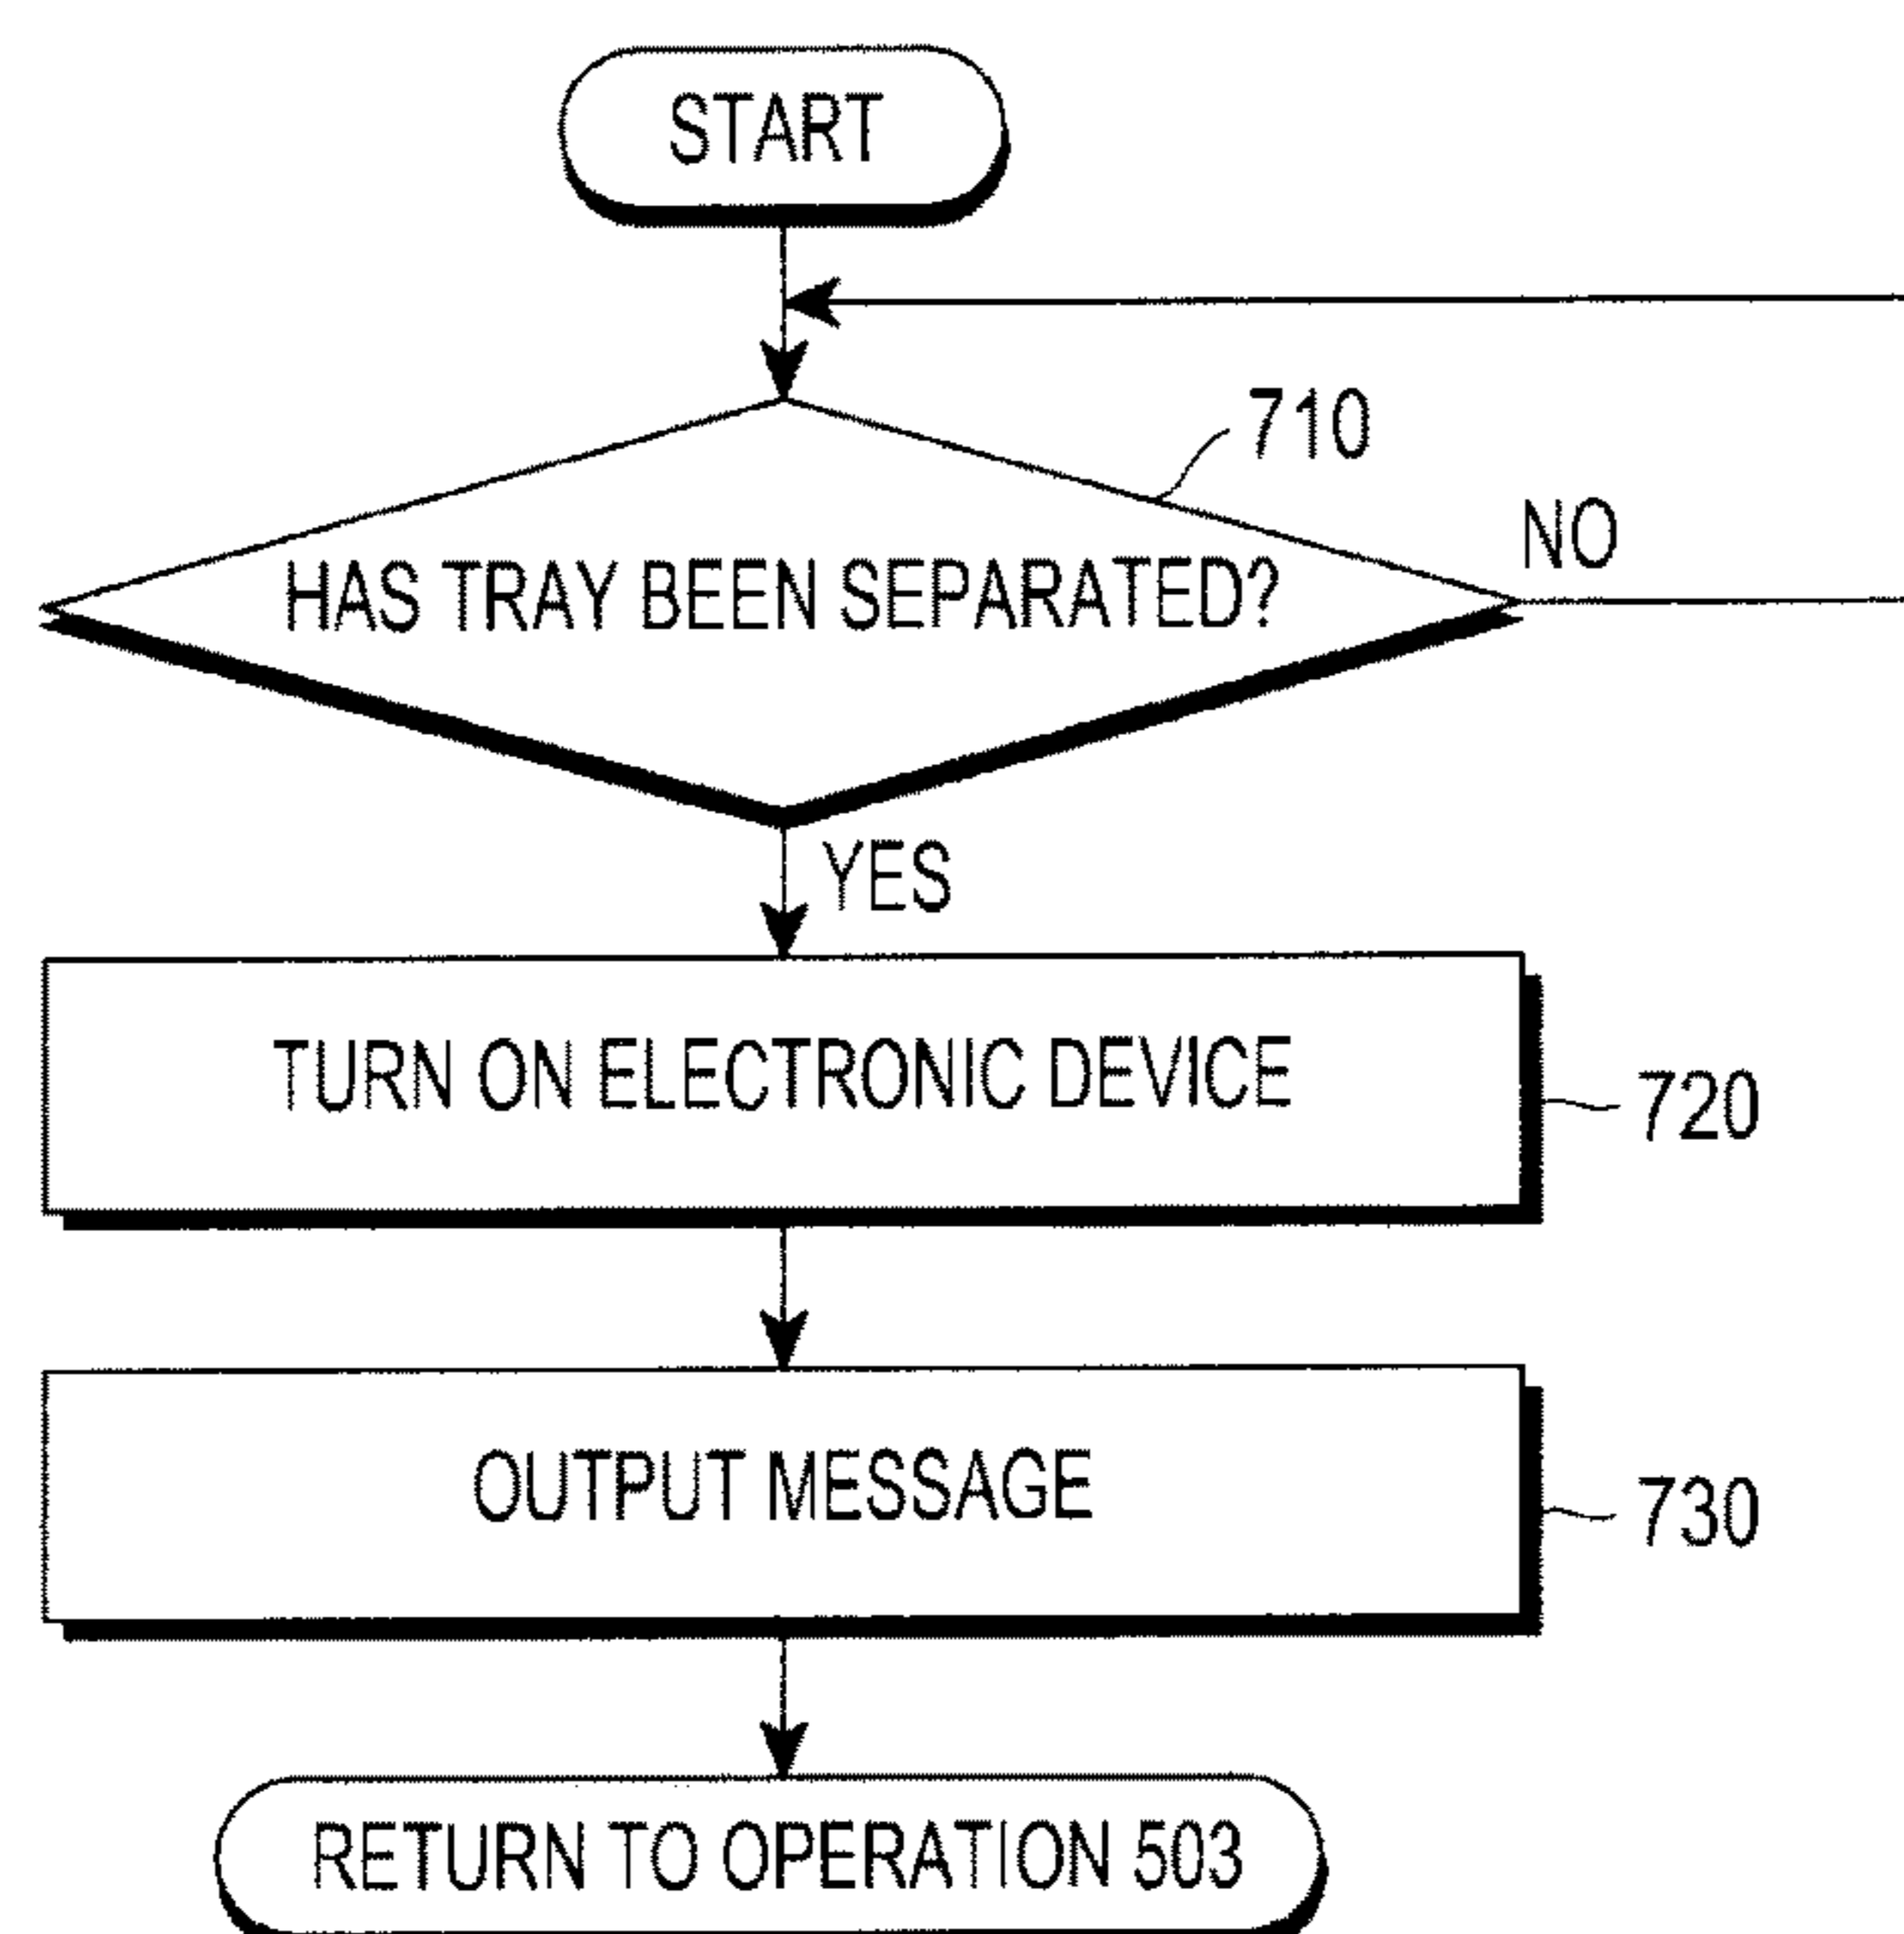 START
710
NO
HAS TRAY BEEN SEPARATED?
YES
TURN ON ELECTRONIC DEVICE
720
OUTPUT MESSAGE
730
RETURN TO OPERATION 503